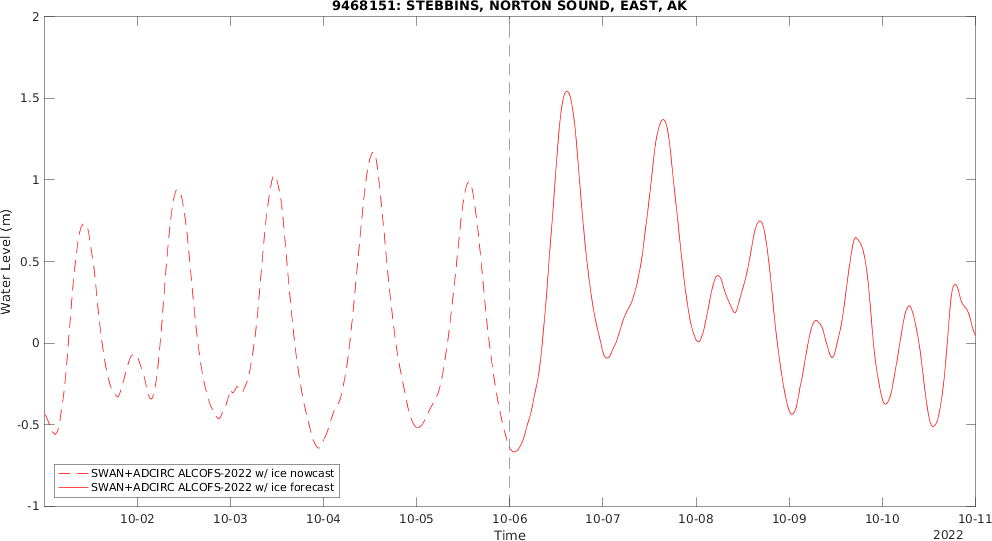 9468151: STEBBINS, NORTON SOUND, EAST, AK
2
1.5
1
0.5
0
-0.5
-1
Water Level (m)
SWAN+ADCIRC ALCOFS-2022 w/ ice nowcast
SWAN+ADCIRC ALCOFS-2022 w/ ice forecast
10-02 10-03 10-04 10-05 10-06 10-07 10-08 10-09 10-10 10-11
Time
2022